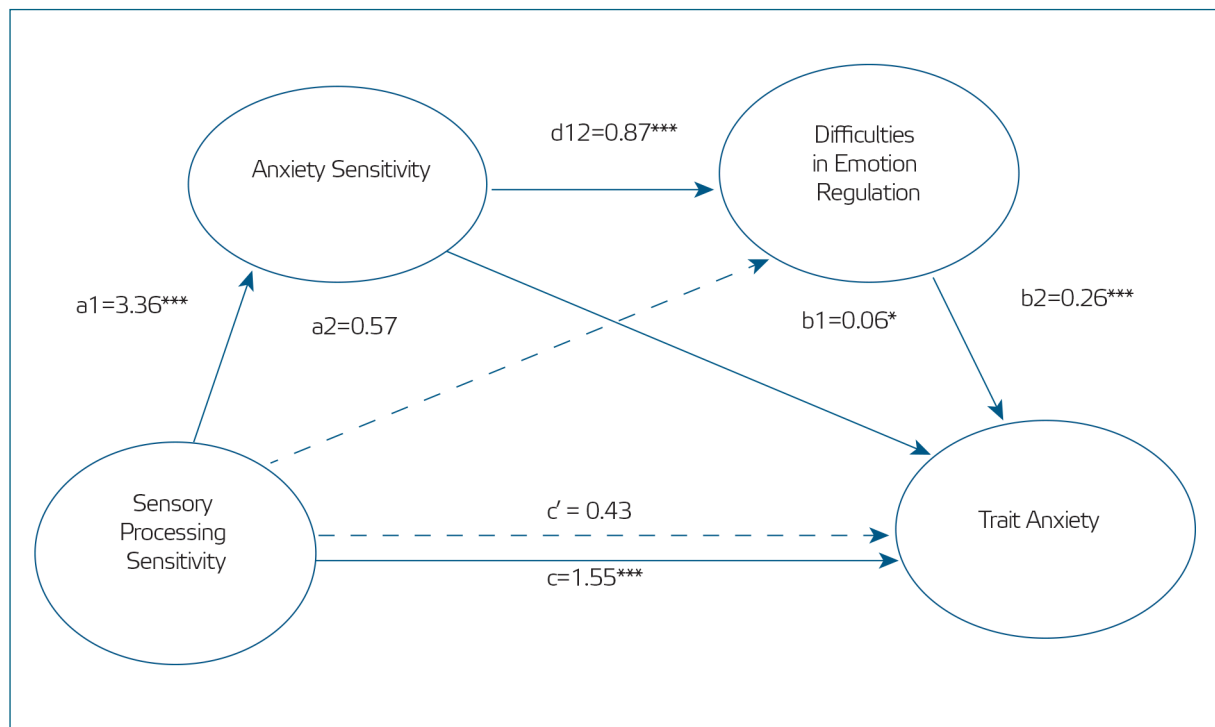 Anxiety Sensitivity
d12=0.87***
Difficulties
in Emotion
Regulation
a1=3.36***
a2=0.57
b1=0.06*
b2=0.26***
Sensory
Processing
Sensitivity
c' = 0.43
c=1.55***
Trait Anxiety